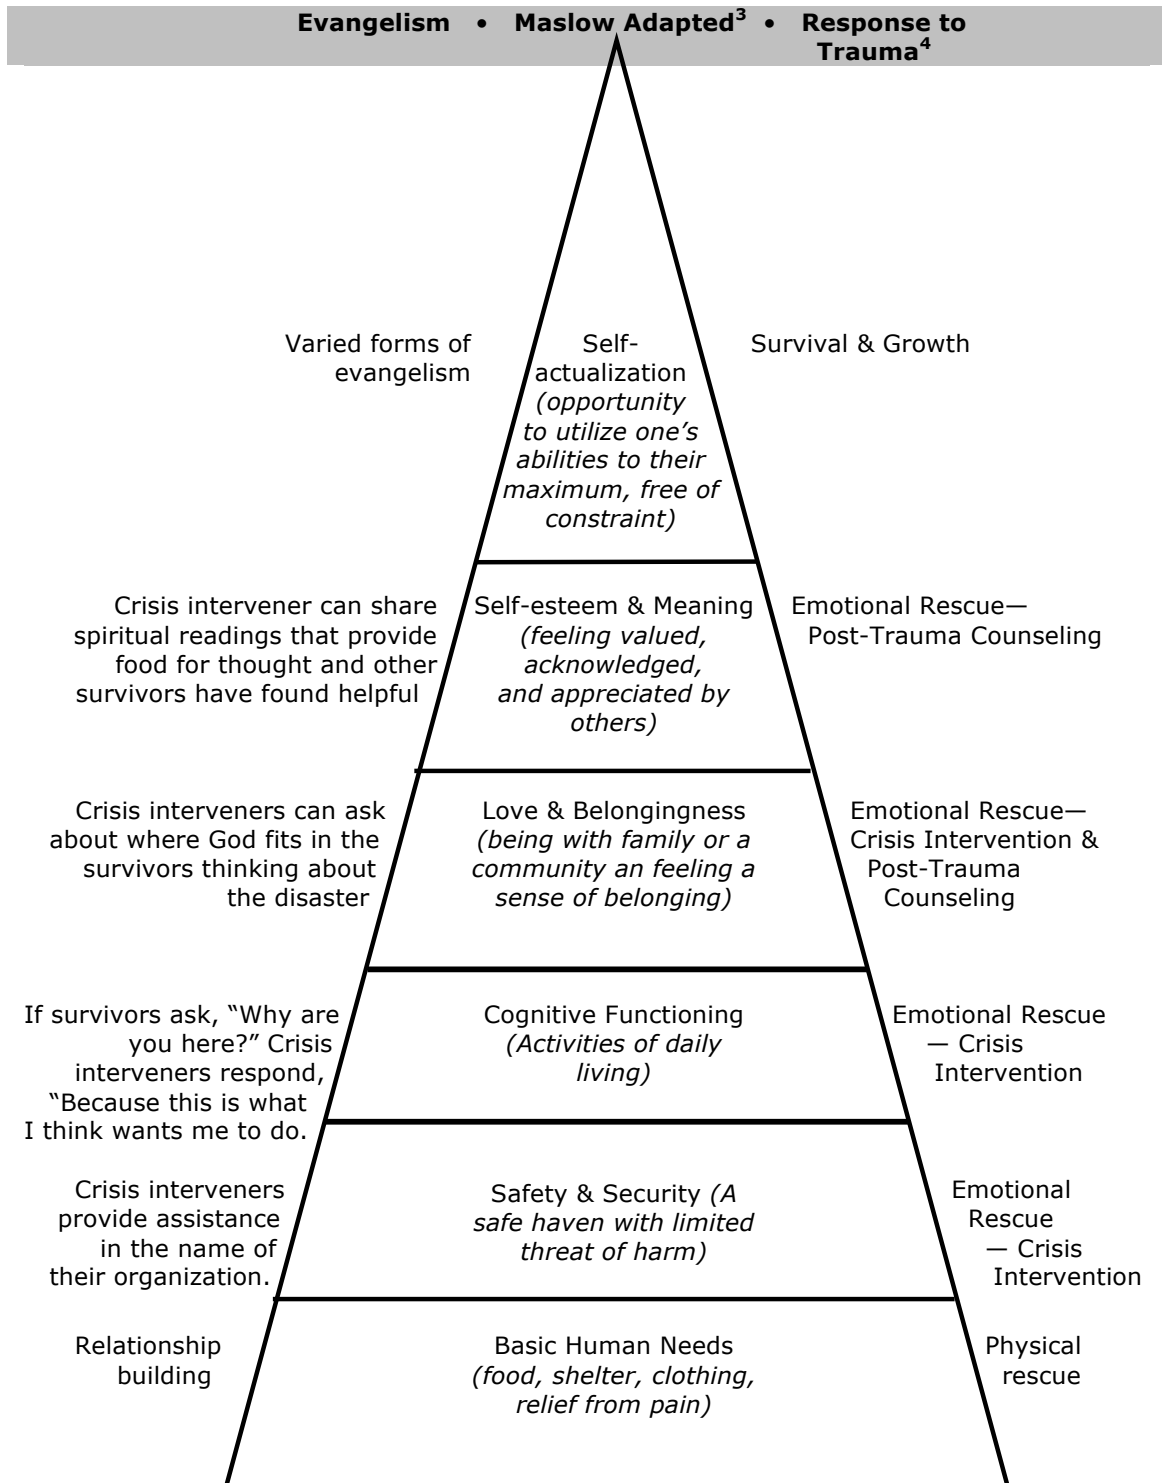 Evangelism • Maslow Adapted3 • Response to
Trauma4
Varied forms of
evangelism
Self-
actualization
(opportunity
to utilize one’s
abilities to their
maximum, free of
constraint)
Survival & Growth
Crisis intervener can share
spiritual readings that provide
food for thought and other
survivors have found helpful
Self-esteem & Meaning
(feeling valued,
acknowledged,
and appreciated by
others)
Emotional Rescue—
Post-Trauma Counseling
Crisis interveners can ask
about where God fits in the
survivors thinking about
the disaster
Love & Belongingness
(being with family or a
community an feeling a
sense of belonging)
Emotional Rescue—
Crisis Intervention &
Post-Trauma
Counseling
If survivors ask, “Why are
you here?” Crisis
interveners respond,
“Because this is what
I think wants me to do.
Cognitive Functioning
(Activities of daily
living)
Emotional Rescue
— Crisis
Intervention
Crisis interveners
provide assistance
in the name of
their organization.
Safety & Security (A
safe haven with limited
threat of harm)
Emotional
Rescue
— Crisis
Intervention
Relationship
building
Basic Human Needs
(food, shelter, clothing,
relief from pain)
Physical
rescue